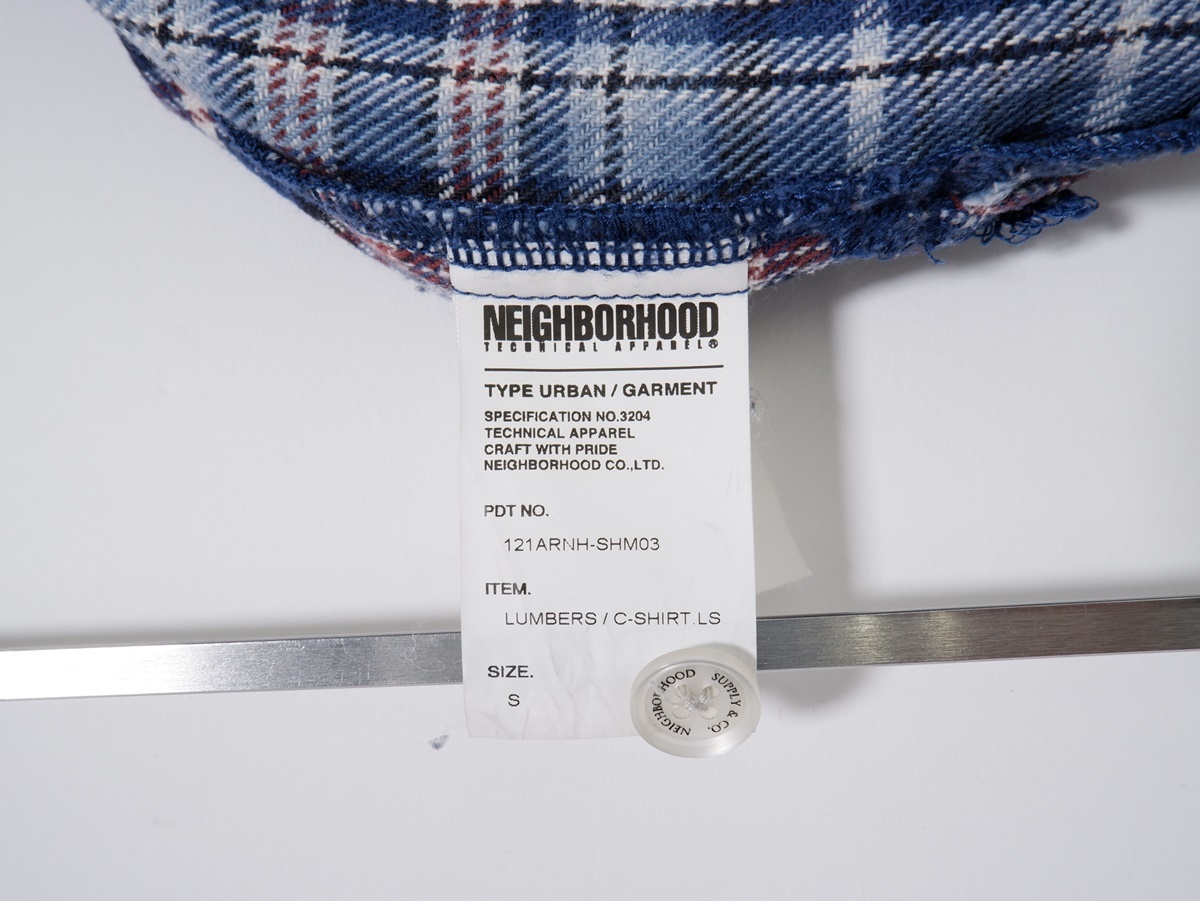 NEIGHBORHOOD
TECHNICAL APPAREL®
TYPE URBAN / GARMENT
SPECIFICATION NO.3204
TECHNICAL APPAREL
CRAFT WITH PRIDE
NEIGHBORHOOD CO.,LTD.
PDT NO.
121ARNH-SHM03
ITEM.
LUMBERS / C-SHIRT.LS
SIZE.
S
NEIGHBORHOOD SUPPLY & CO.